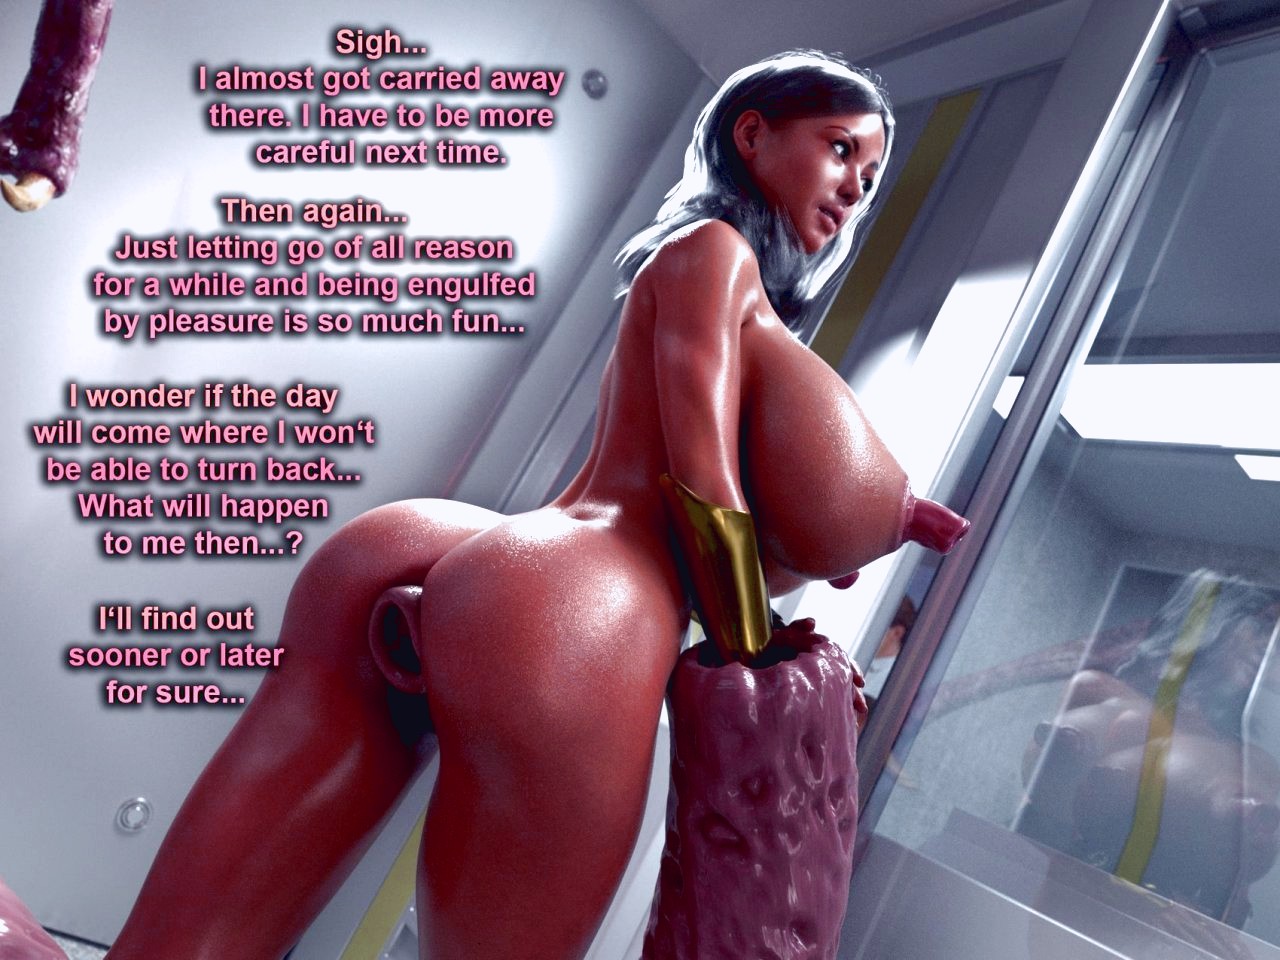 Sigh...
I almost got carried away
there. I have to be more
careful next time.
Then again...
Just letting go of all reason
for a while and being engulfed
by pleasure is so much fun...
I wonder if the day
will come where I won‘t
be able to turn back...
What will happen
to me then...?
I‘ll find out
sooner or later
for sure...